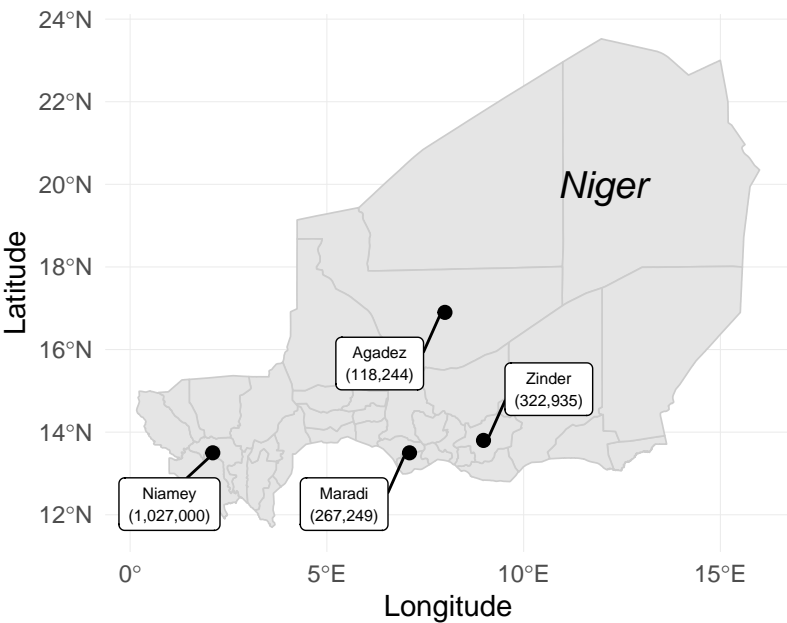 24°N
22°N
20°N
18°N
16°N
14°N
12°N
Latitude
Niger
Agadez
(118,244)
Zinder
(322,935)
Niamey
(1,027,000)
Maradi
(267,249)
0°
5°E
10°E
15°E
Longitude